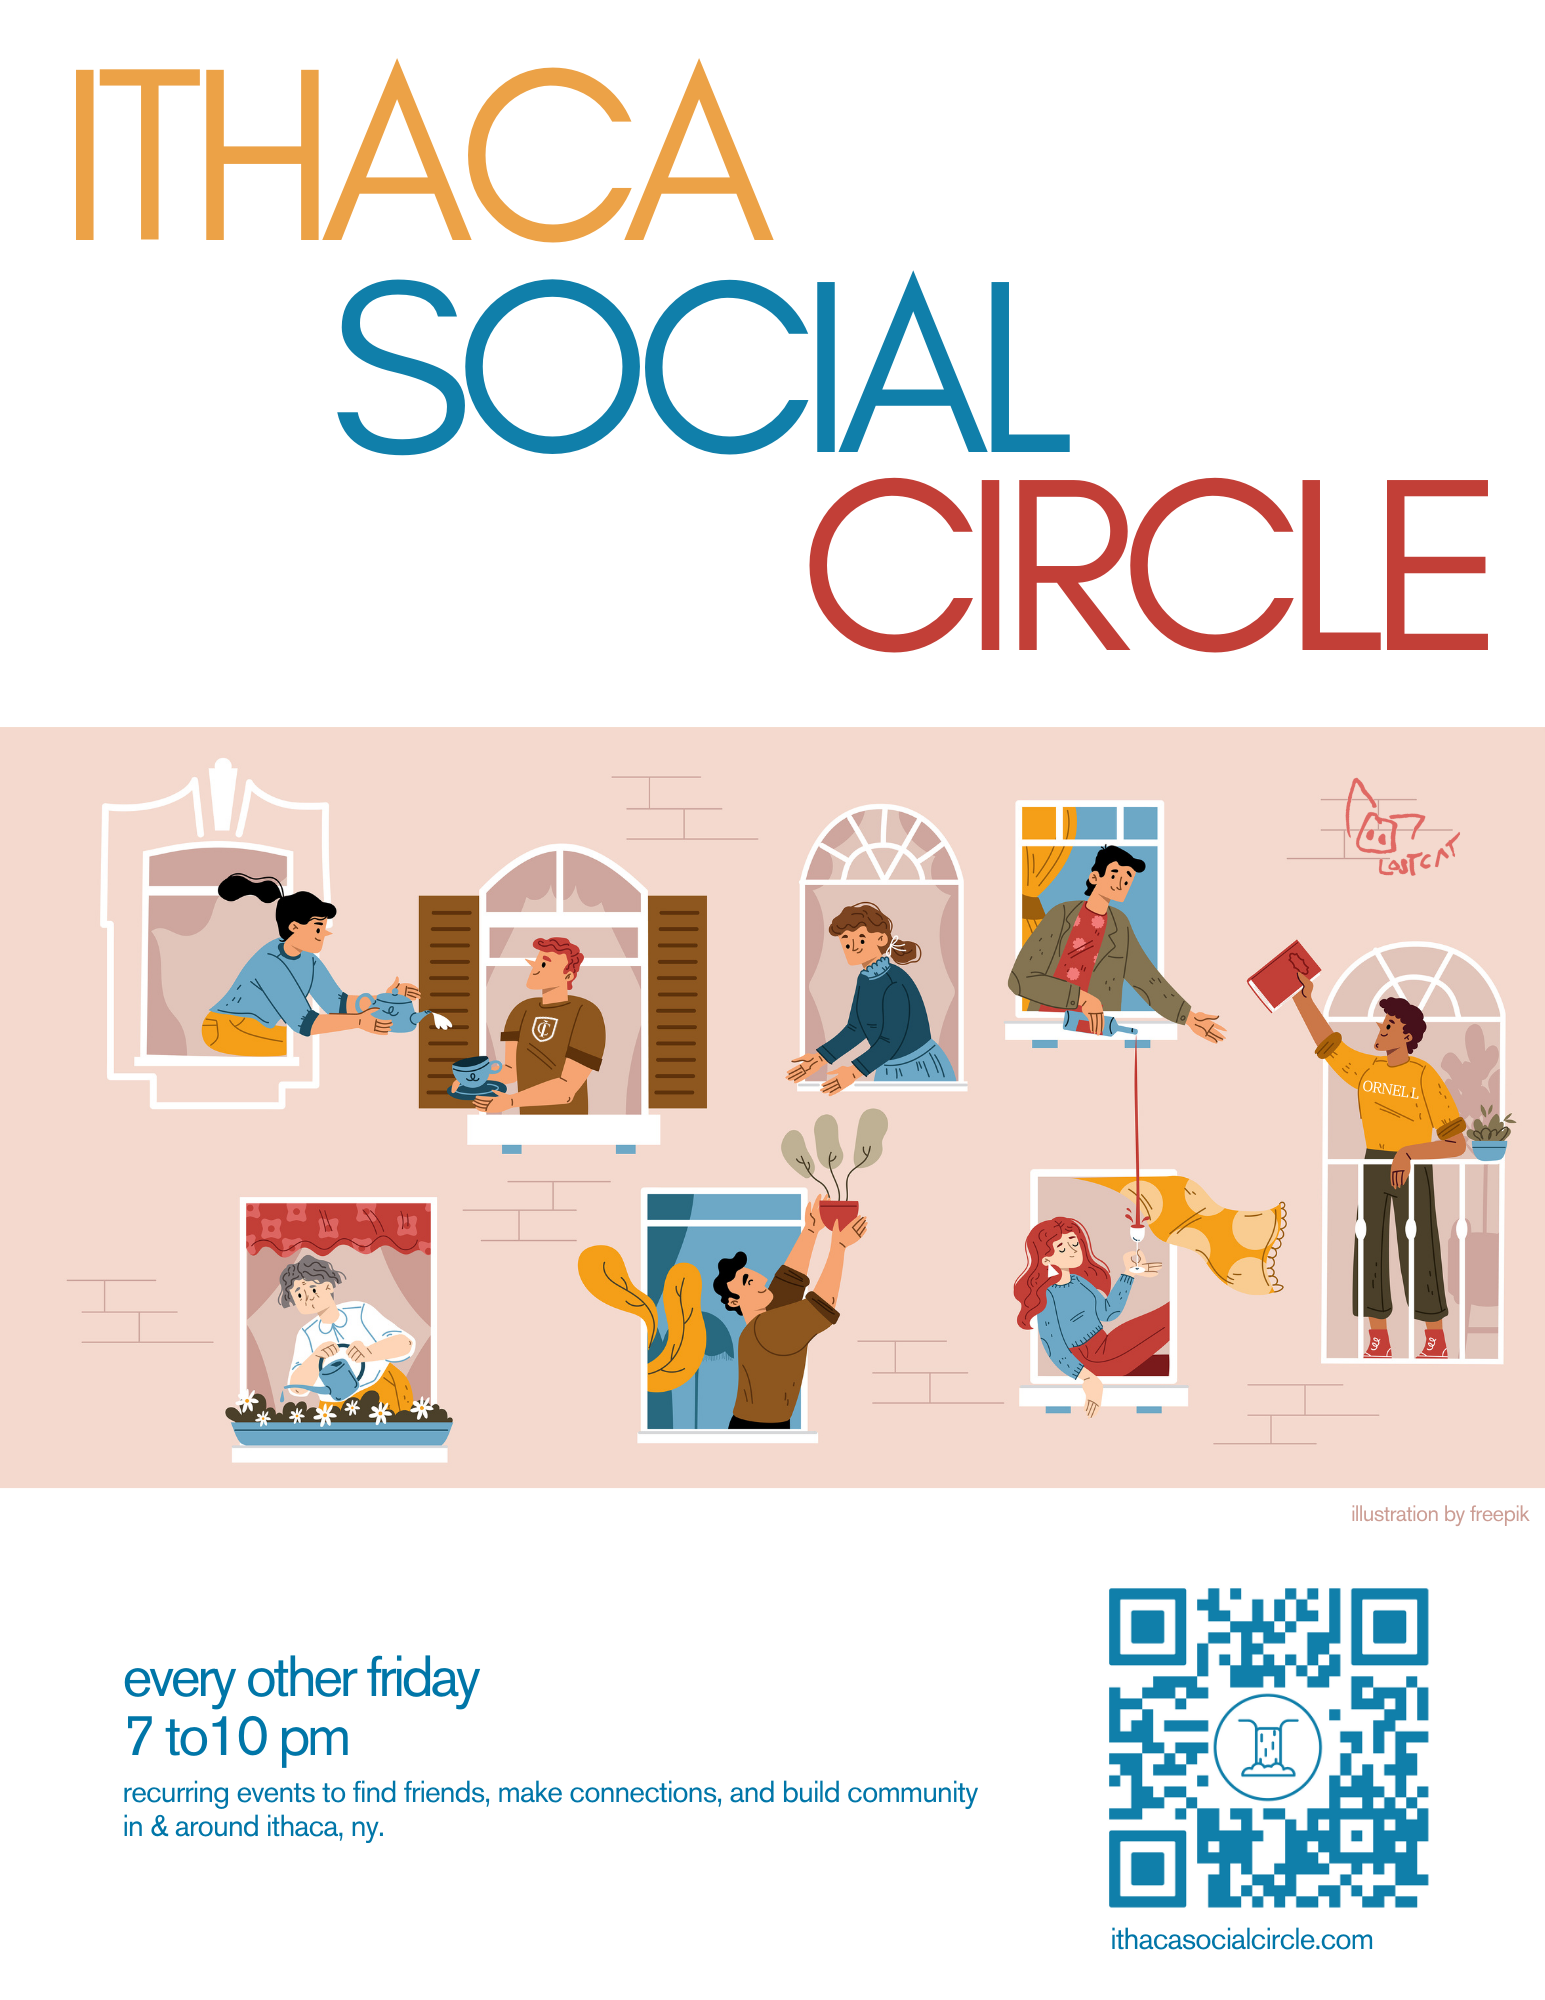 ITHACA
SOCIAL
CIRCLE
LOSTCAT
ORNELL
illustration by freepik
every other friday
7 to10 pm
recurring events to find friends, make connections, and build community
in & around ithaca, ny.
ithacasocialcircle.com